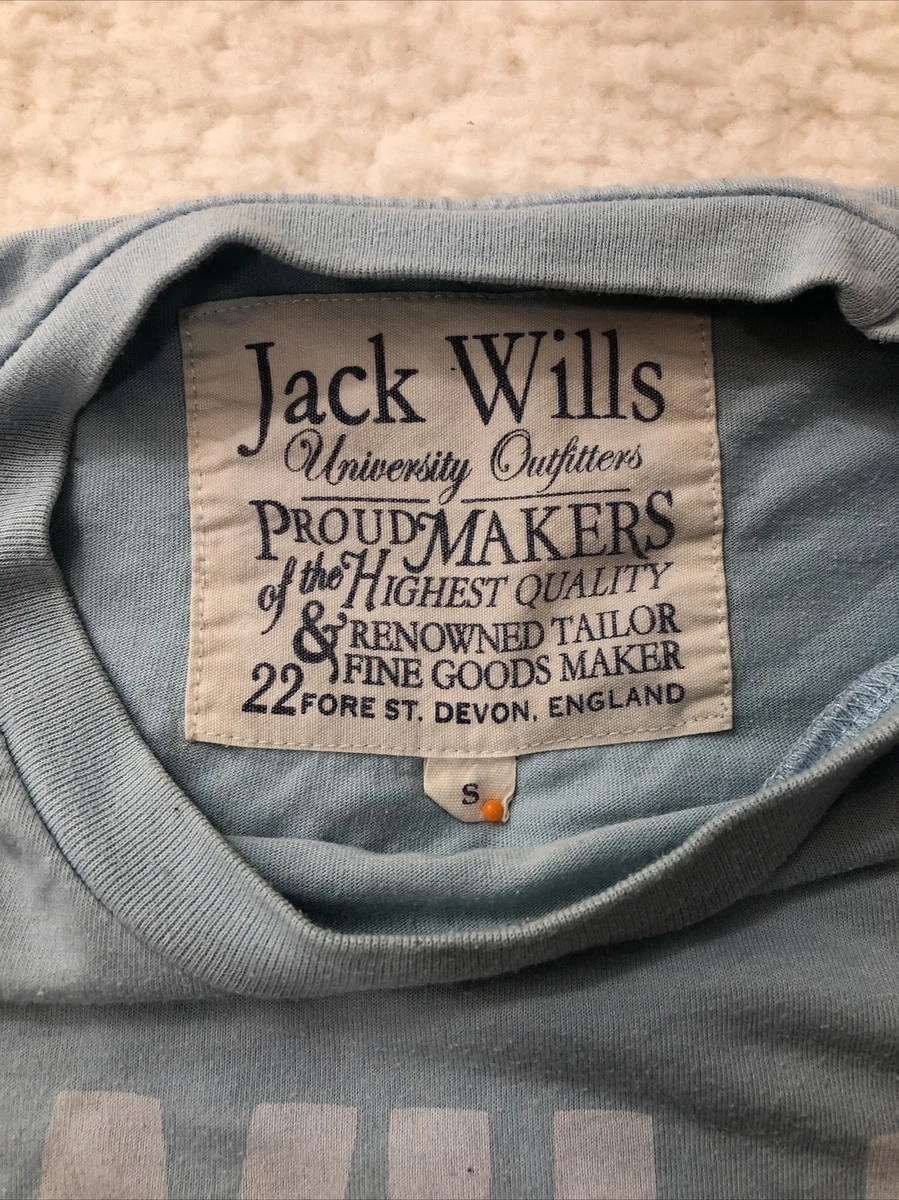 Jack Wills
University Outfitters
PROUD MAKERS
of the HIGHEST QUALITY
& RENOWNED TAILOR
FINE GOODS MAKER
22 FORE ST. DEVON, ENGLAND
S